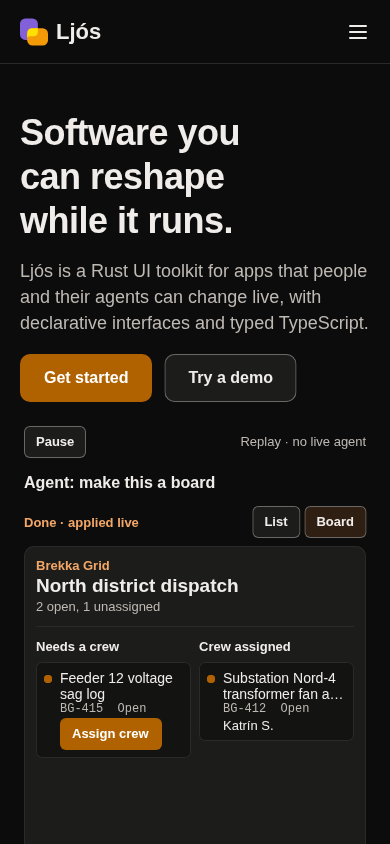 Ljós
Software you
can reshape
while it runs.
Ljós is a Rust UI toolkit for apps that people
and their agents can change live, with
declarative interfaces and typed TypeScript.
Get started
Try a demo
Pause
Replay · no live agent
Agent: make this a board
Done · applied live
List
Board
Brekka Grid
North district dispatch
2 open, 1 unassigned
Needs a crew
Feeder 12 voltage
sag log
BG-415 Open
Assign crew
Crew assigned
Substation Nord-4
transformer fan a…
BG-412 Open
Katrín S.